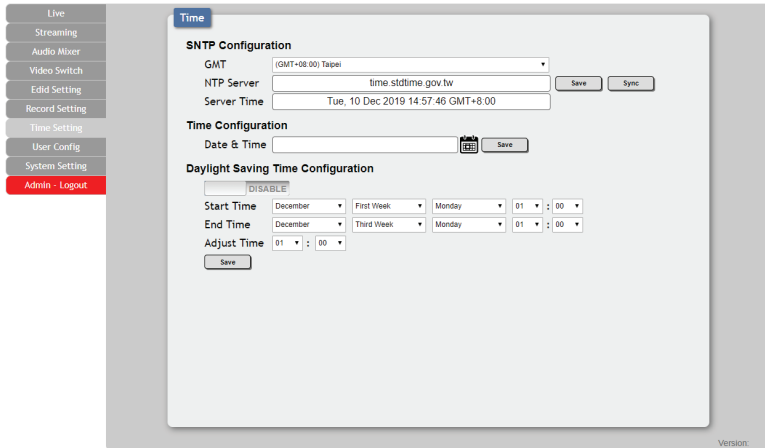 Live
Streaming
Audio Mixer
Video Switch
Edid Setting
Record Setting
Time Setting
User Config
System Setting
Admin - Logout
Time
SNTP Configuration
GMT (GMT+08:00) Taipei
NTP Server time.stdtime.gov.tw Save Sync
Server Time Tue, 10 Dec 2019 14:57:46 GMT+8:00
Time Configuration
Date & Time Save
Daylight Saving Time Configuration
DISABLE
Start Time December First Week Monday 01 : 00
End Time December Third Week Monday 01 : 00
Adjust Time 01 : 00
Save
Version: